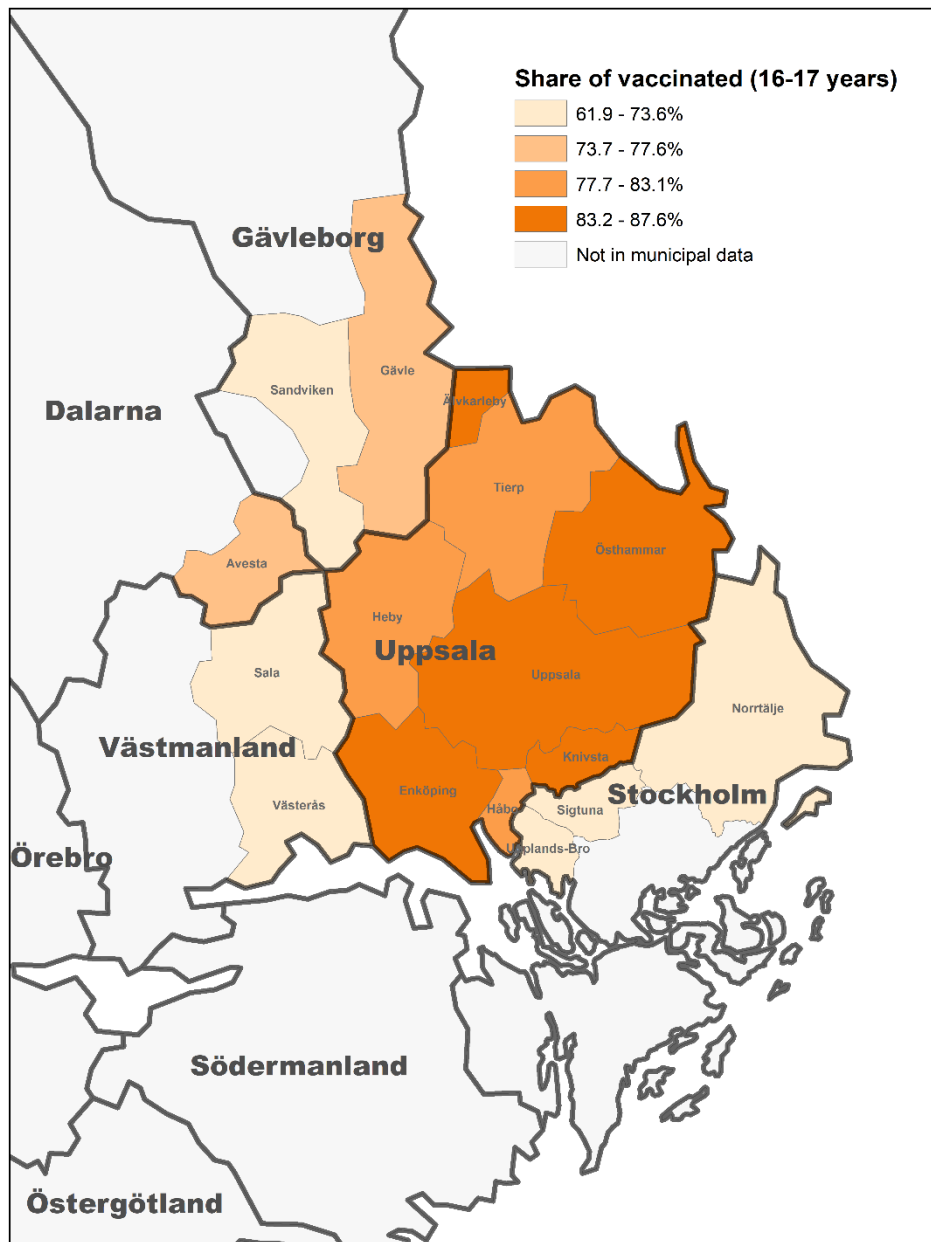 Share of vaccinated (16-17 years)
61.9 - 73.6%
73.7 - 77.6%
77.7 - 83.1%
83.2 - 87.6%
Not in municipal data
Gävleborg
Gävle
Sandviken
Älvkarleby
Dalarna
Tierp
Östhammar
Avesta
Heby
Uppsala
Sala
Uppsala
Norrtälje
Västmanland
Knivsta
Enköping
Stockholm
Västerås
Håbo
Sigtuna
Upplands-Bro
Örebro
Södermanland
Östergötland